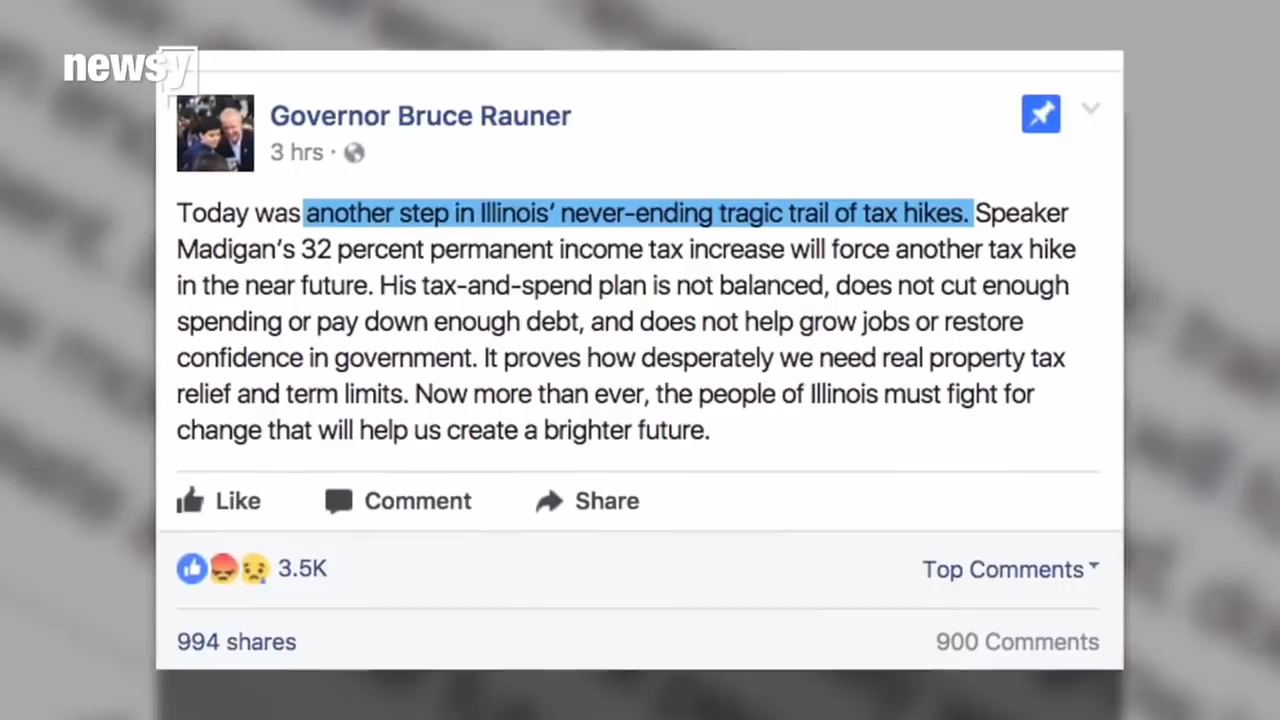 newsy
Governor Bruce Rauner
3 hrs ·
Today was another step in Illinois’ never-ending tragic trail of tax hikes. Speaker
Madigan’s 32 percent permanent income tax increase will force another tax hike
in the near future. His tax-and-spend plan is not balanced, does not cut enough
spending or pay down enough debt, and does not help grow jobs or restore
confidence in government. It proves how desperately we need real property tax
relief and term limits. Now more than ever, the people of Illinois must fight for
change that will help us create a brighter future.
Like Comment Share
3.5K Top Comments
994 shares 900 Comments